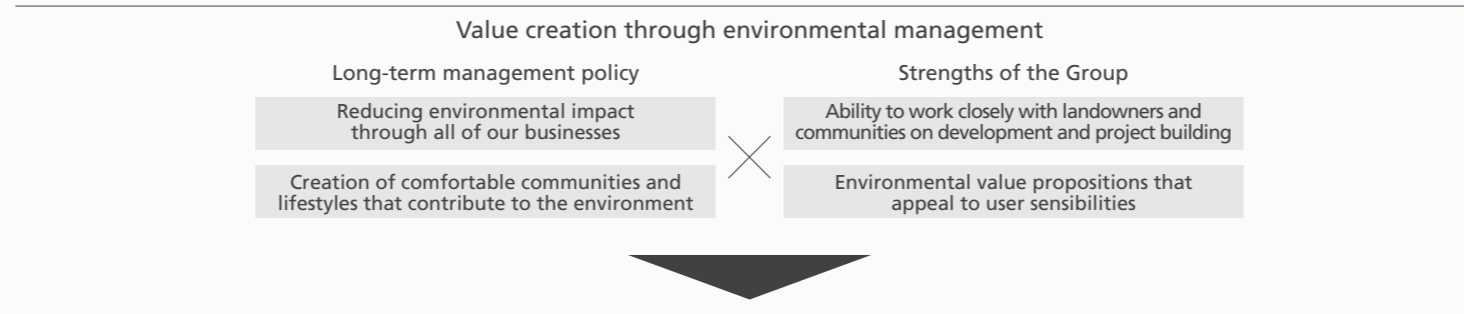 Value creation through environmental management
Long-term management policy
Reducing environmental impact
through all of our businesses
Creation of comfortable communities and
lifestyles that contribute to the environment
Strengths of the Group
Ability to work closely with landowners and
communities on development and project building
Environmental value propositions that
appeal to user sensibilities